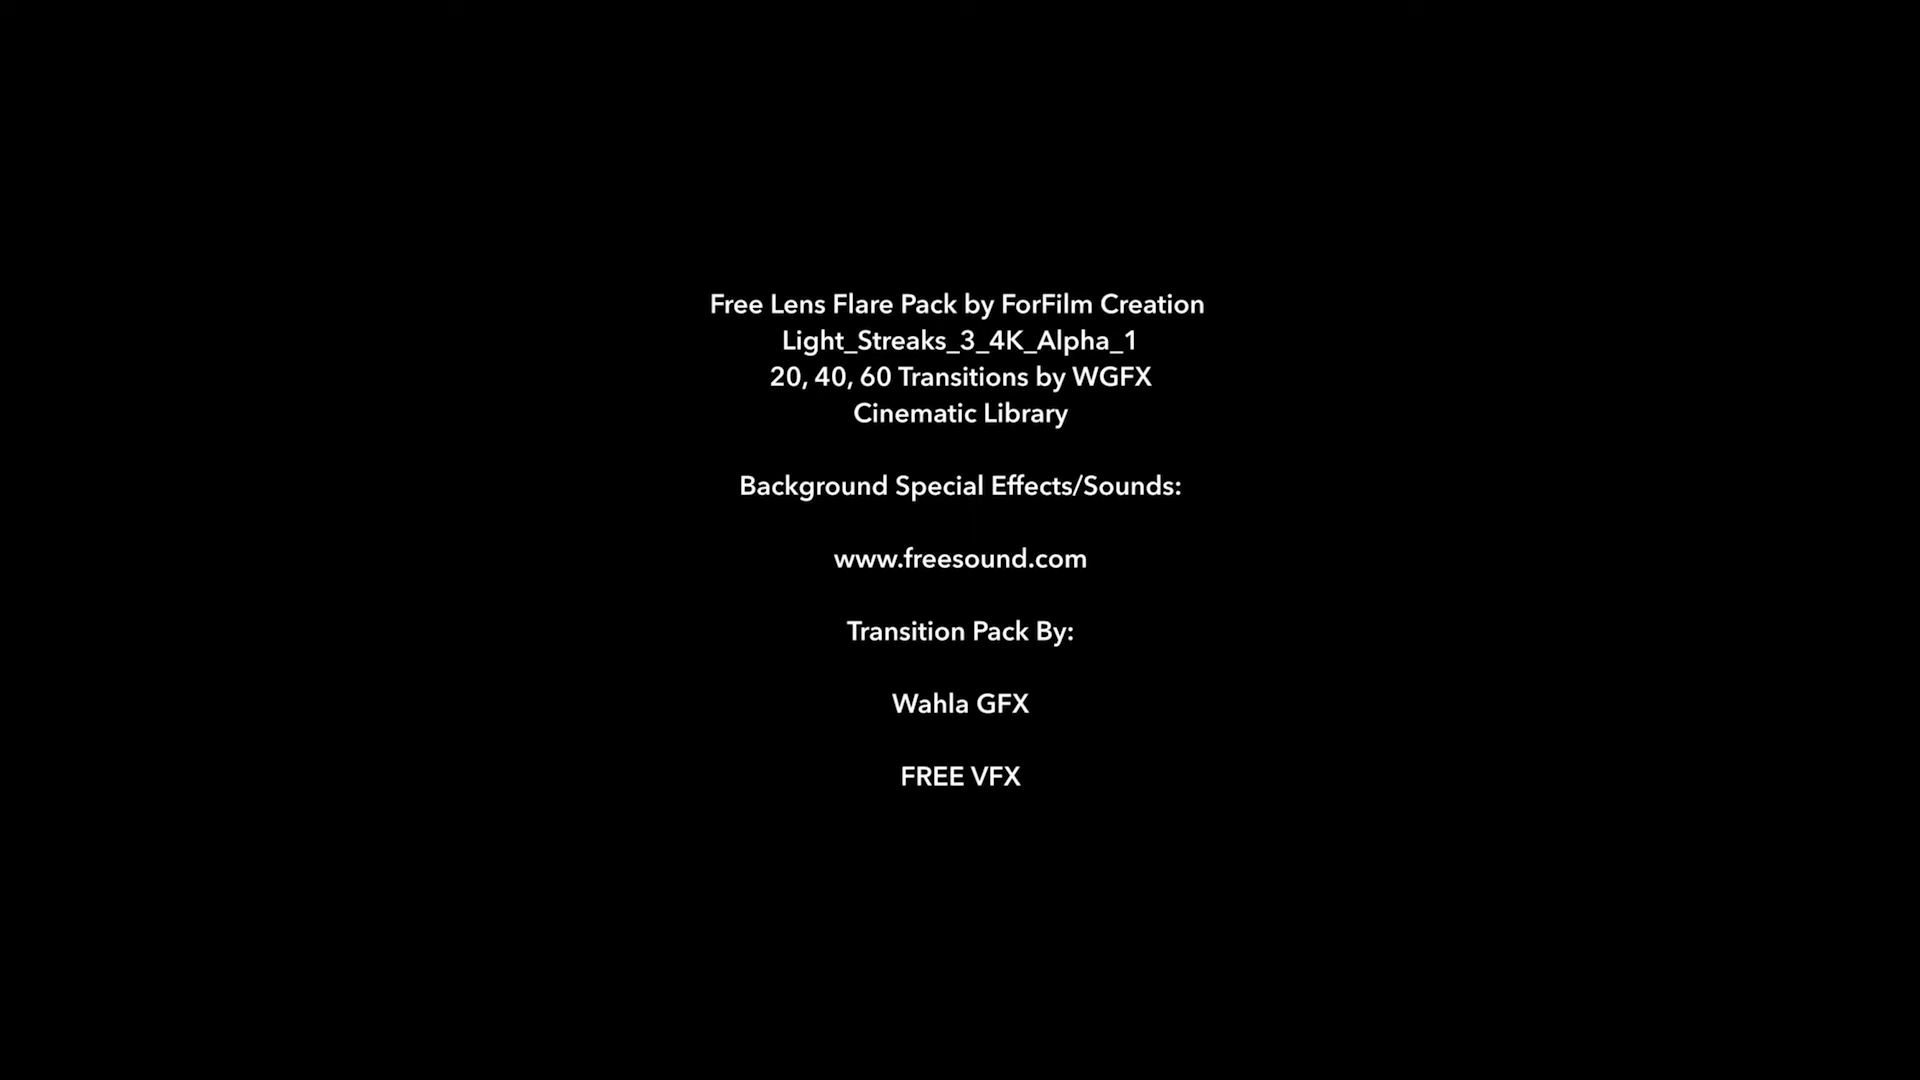 Free Lens Flare Pack by ForFilm Creation
Light_Streaks_3_4K_Alpha_1
20, 40, 60 Transitions by WGFX
Cinematic Library
Background Special Effects/Sounds:
www.freesound.com
Transition Pack By:
Wahla GFX
FREE VFX